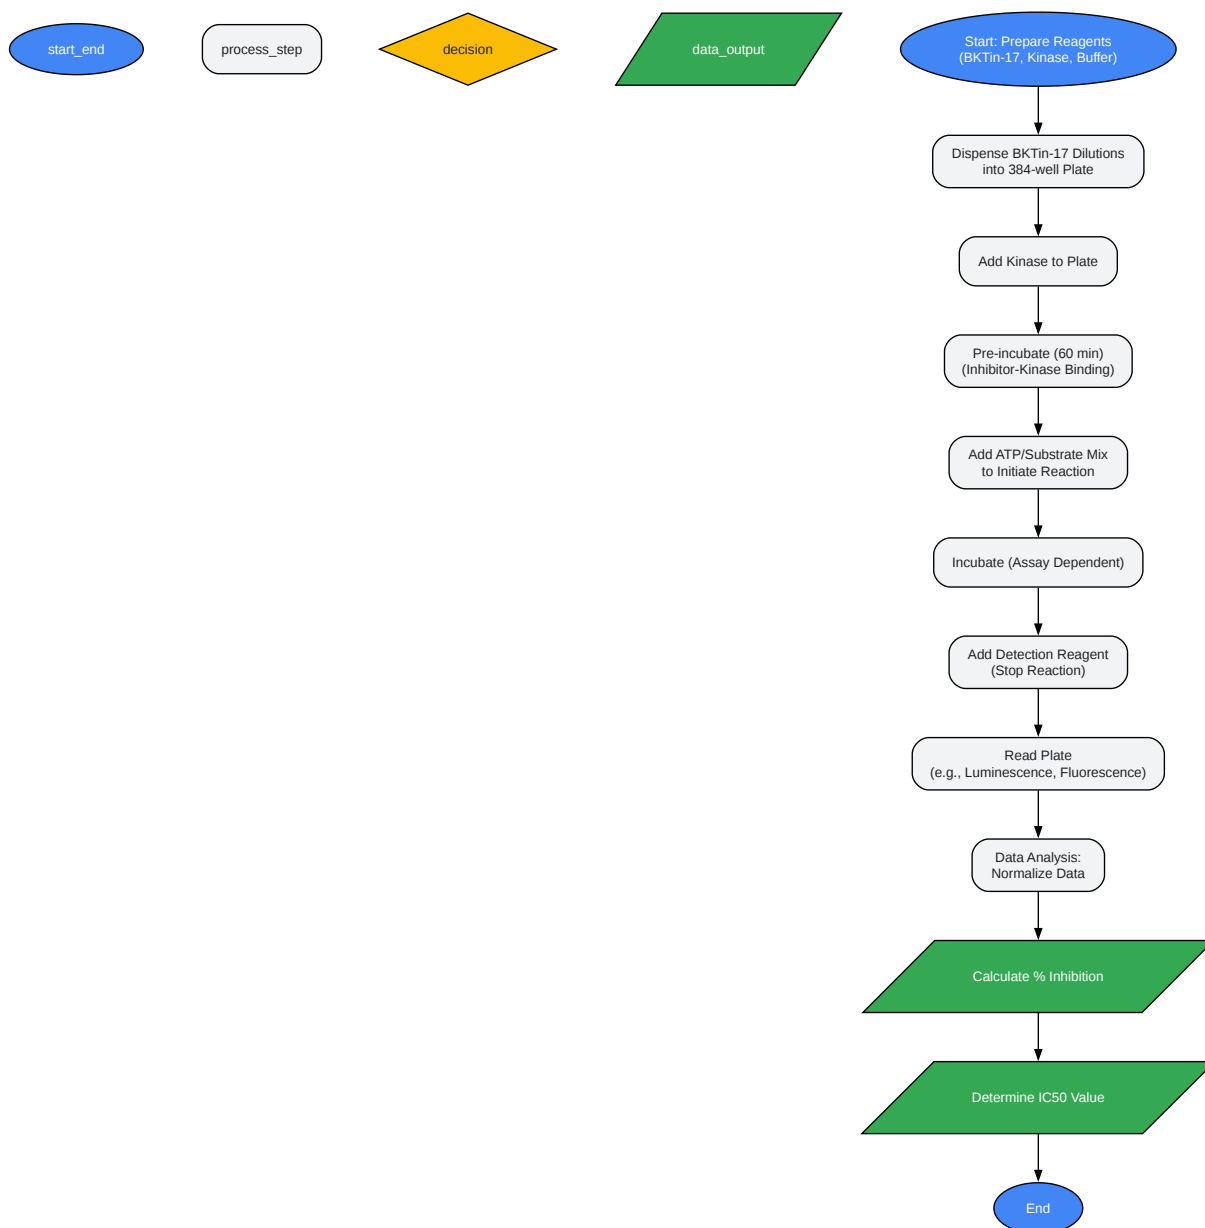 start_end
process_step
decision
data_output
Start: Prepare Reagents
(BKTin-17, Kinase, Buffer)
Dispense BKTin-17 Dilutions
into 384-well Plate
Add Kinase to Plate
Pre-incubate (60 min)
(Inhibitor-Kinase Binding)
Add ATP/Substrate Mix
to Initiate Reaction
Incubate (Assay Dependent)
Add Detection Reagent
(Stop Reaction)
Read Plate
(e.g., Luminescence, Fluorescence)
Data Analysis:
Normalize Data
Calculate % Inhibition
Determine IC50 Value
End